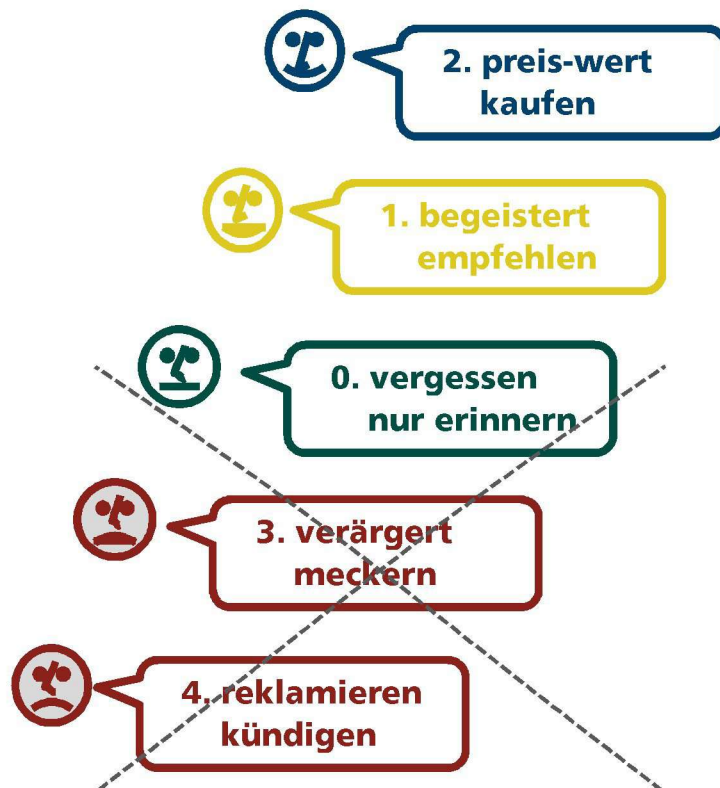 2. preis-wert
kaufen
1. begeistert
empfehlen
0. vergessen
nur erinnern
3. verärgert
meckern
4. reklamieren
kündigen